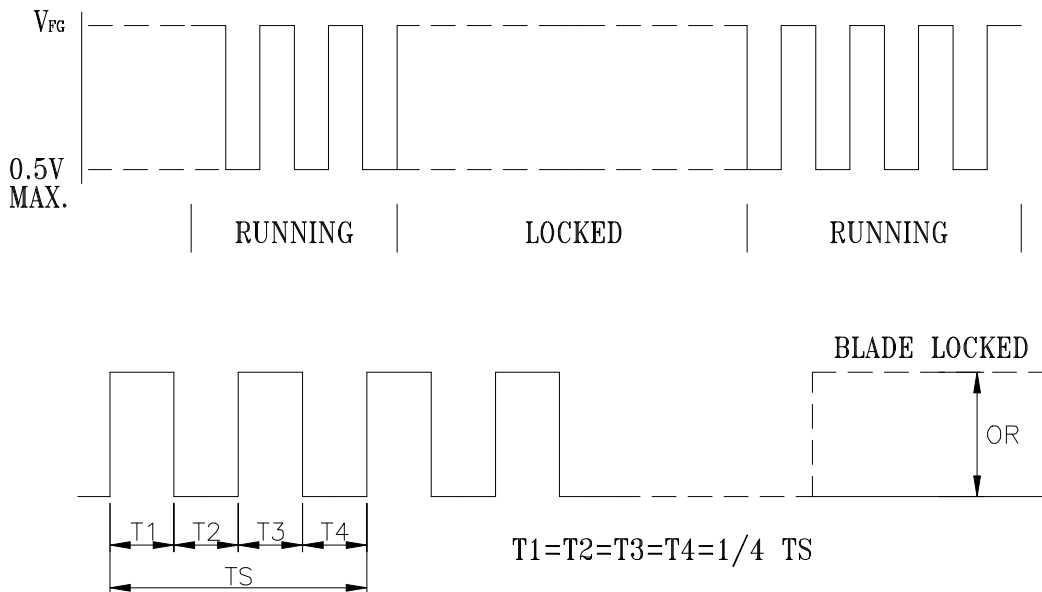 VFG
0.5V
MAX.
RUNNING LOCKED RUNNING
BLADE LOCKED
OR
T1 T2 T3 T4
T1=T2=T3=T4=1/4 TS
TS